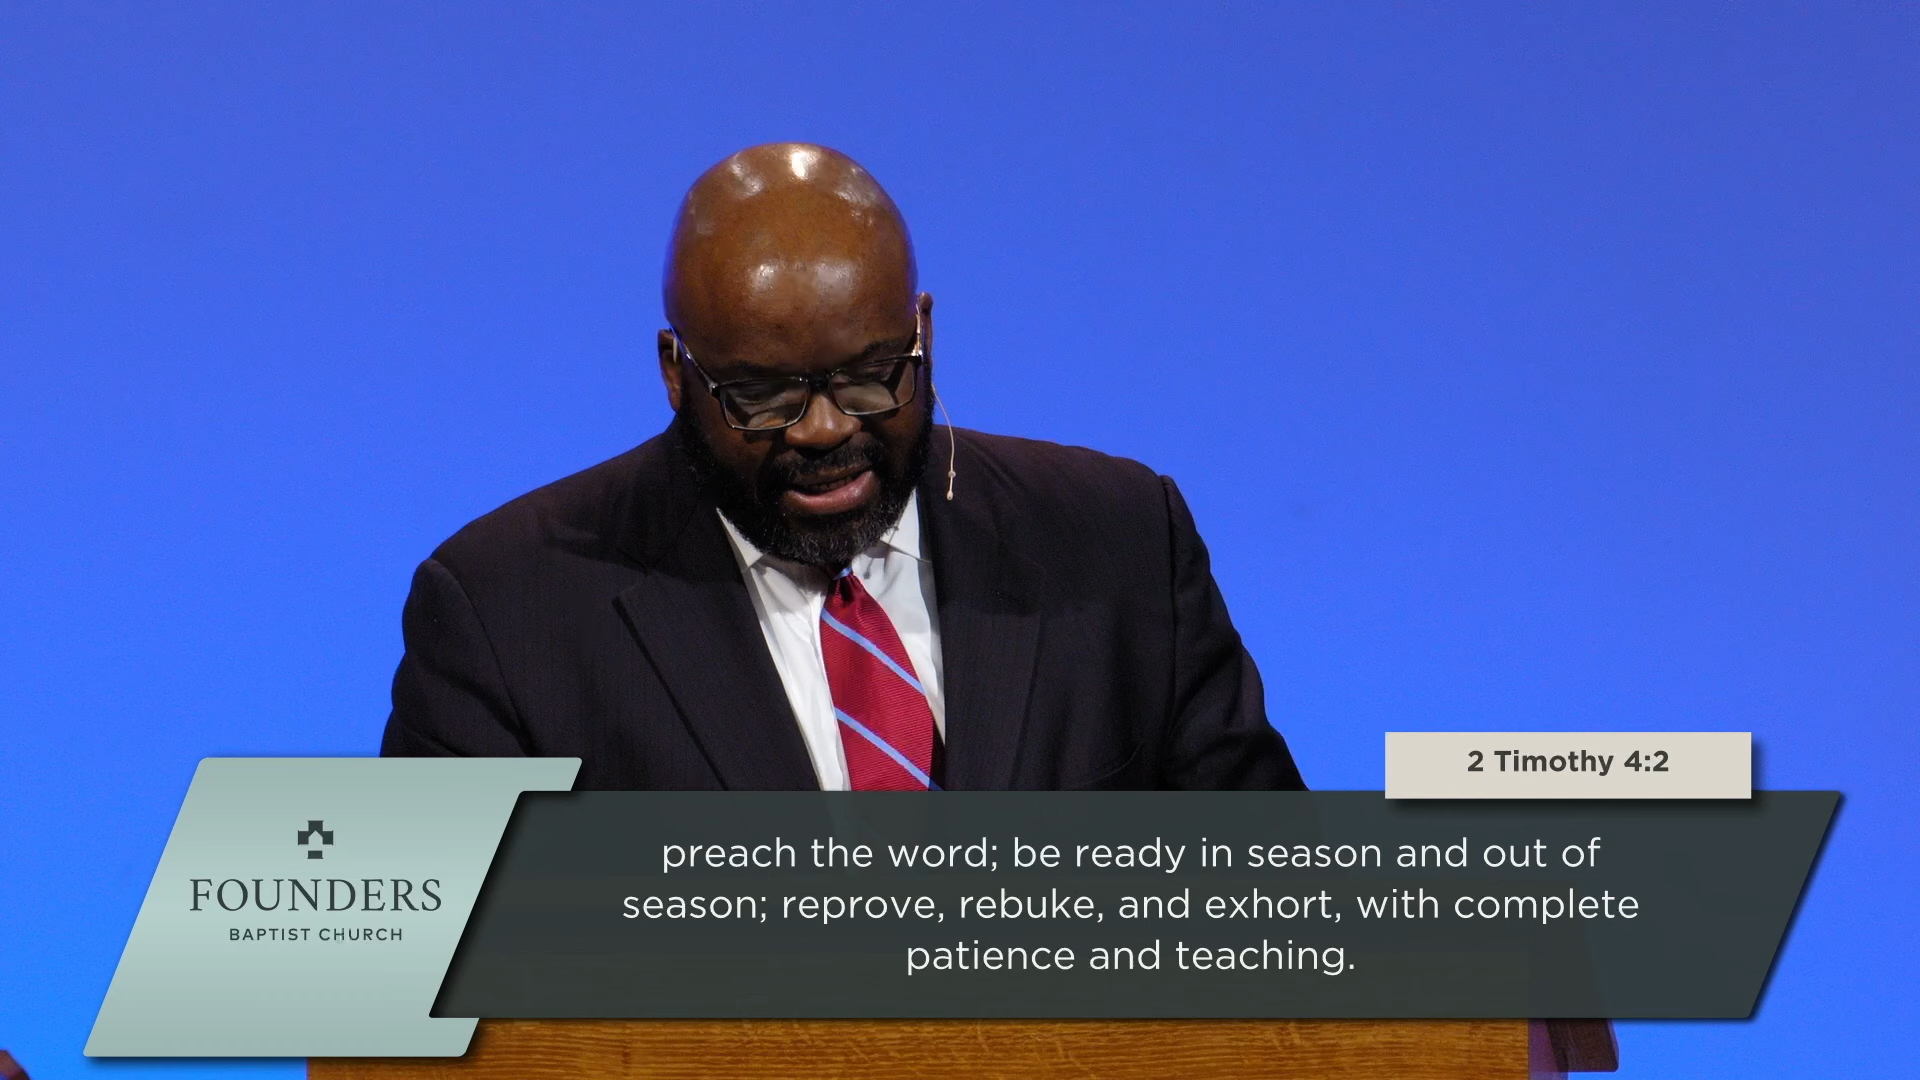 2 Timothy 4:2
preach the word; be ready in season and out of
season; reprove, rebuke, and exhort, with complete
patience and teaching.
FOUNDERS
BAPTIST CHURCH